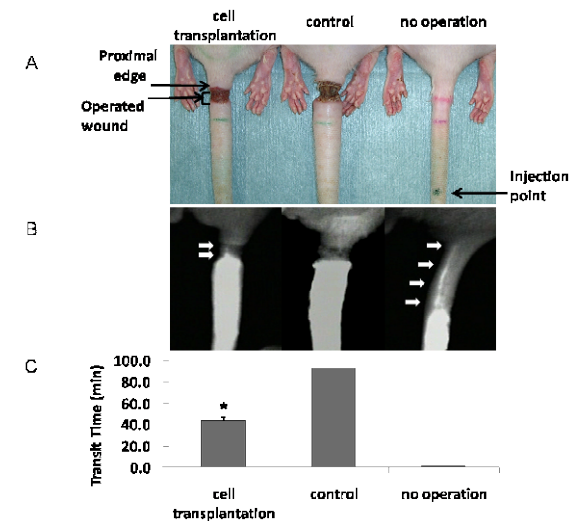 cell
transplantation
control
no operation
A
Proximal
edge
Operated
wound
Injection
point
B
C
Transit Time (min)
100.0
80.0
60.0
40.0
20.0
0.0
*
cell
transplantation
control
no operation